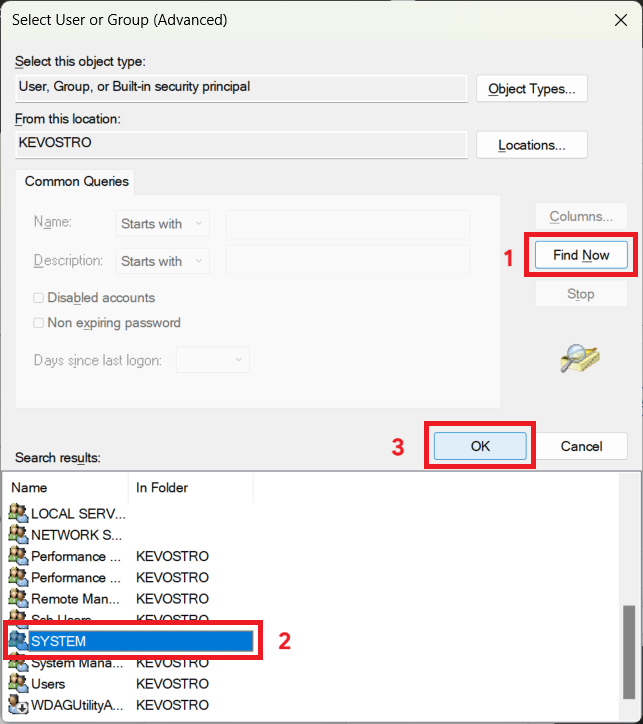 Select User or Group (Advanced)
Select this object type:
User, Group, or Built-in security principal
Object Types...
From this location:
KEVOSTRO
Locations...
Common Queries
Name:
Starts with
Description:
Starts with
Disabled accounts
Non expiring password
Days since last logon:
Columns...
1
Find Now
Stop
3
OK
Cancel
Search results:
Name In Folder
LOCAL SERV...
NETWORK S...
Performance ... KEVOSTRO
Performance ... KEVOSTRO
Remote Man... KEVOSTRO
Ssh Users KEVOSTRO
SYSTEM 2
System Mana... KEVOSTRO
Users KEVOSTRO
WDAGUtilityA... KEVOSTRO